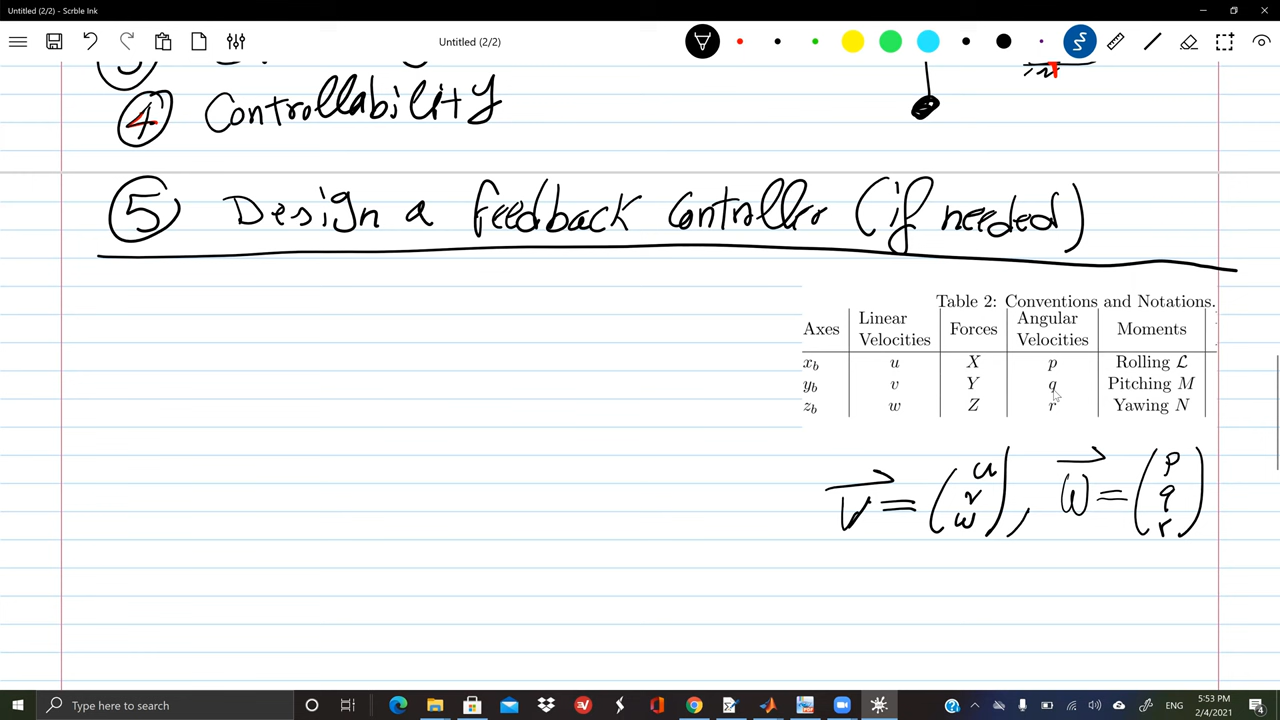 Untitled (2/2) - Scrble Ink
Untitled (2/2)
3
4 Controllability
5 Design a feedback controller (if needed)
Table 2: Conventions and Notations.
Axes Linear Velocities Forces Angular Velocities Moments
x_b u X p Rolling ℒ
y_b v Y q Pitching M
z_b w Z r Yawing N
V = (u v w), ω = (p q r)
Type here to search
ENG
5:53 PM
2/4/2021
4